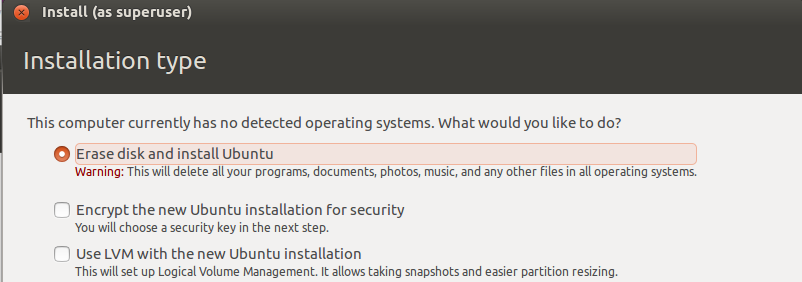 Install (as superuser)
Installation type
This computer currently has no detected operating systems. What would you like to do?
Erase disk and install Ubuntu
Warning: This will delete all your programs, documents, photos, music, and any other files in all operating systems.
Encrypt the new Ubuntu installation for security
You will choose a security key in the next step.
Use LVM with the new Ubuntu installation
This will set up Logical Volume Management. It allows taking snapshots and easier partition resizing.